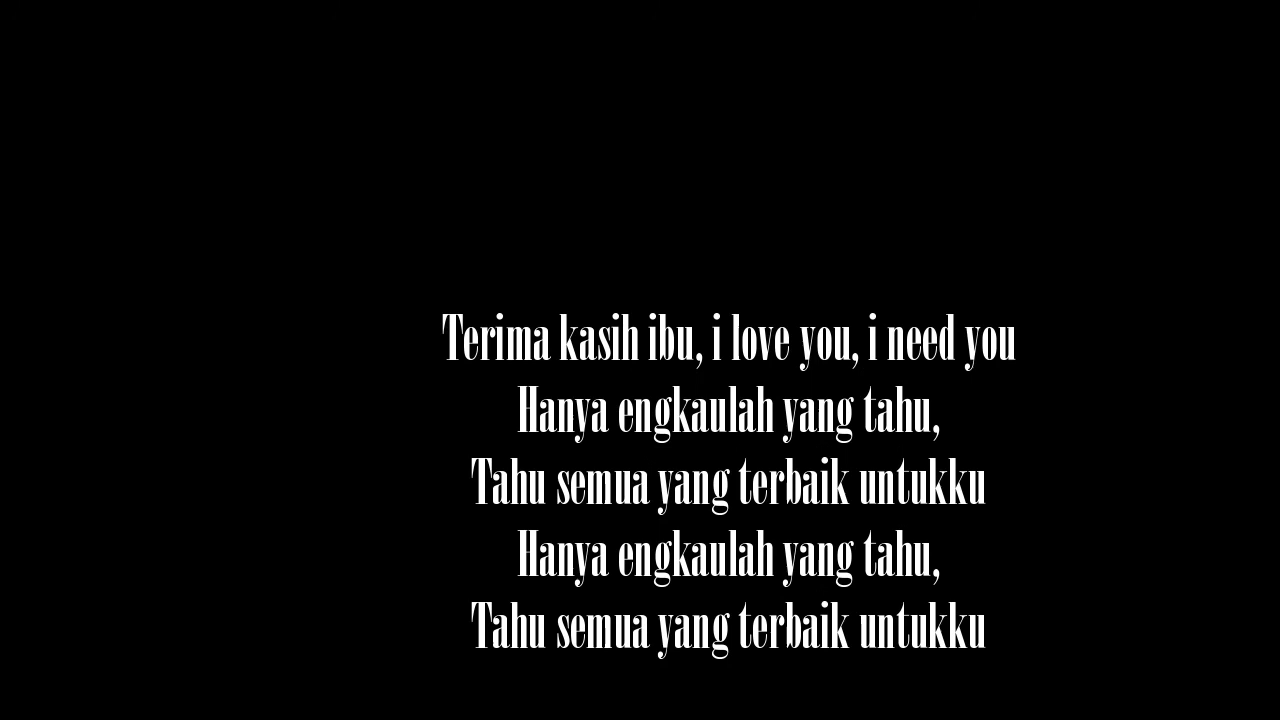 Terima kasih ibu, i love you, i need you
Hanya engkaulah yang tahu,
Tahu semua yang terbaik untukku
Hanya engkaulah yang tahu,
Tahu semua yang terbaik untukku